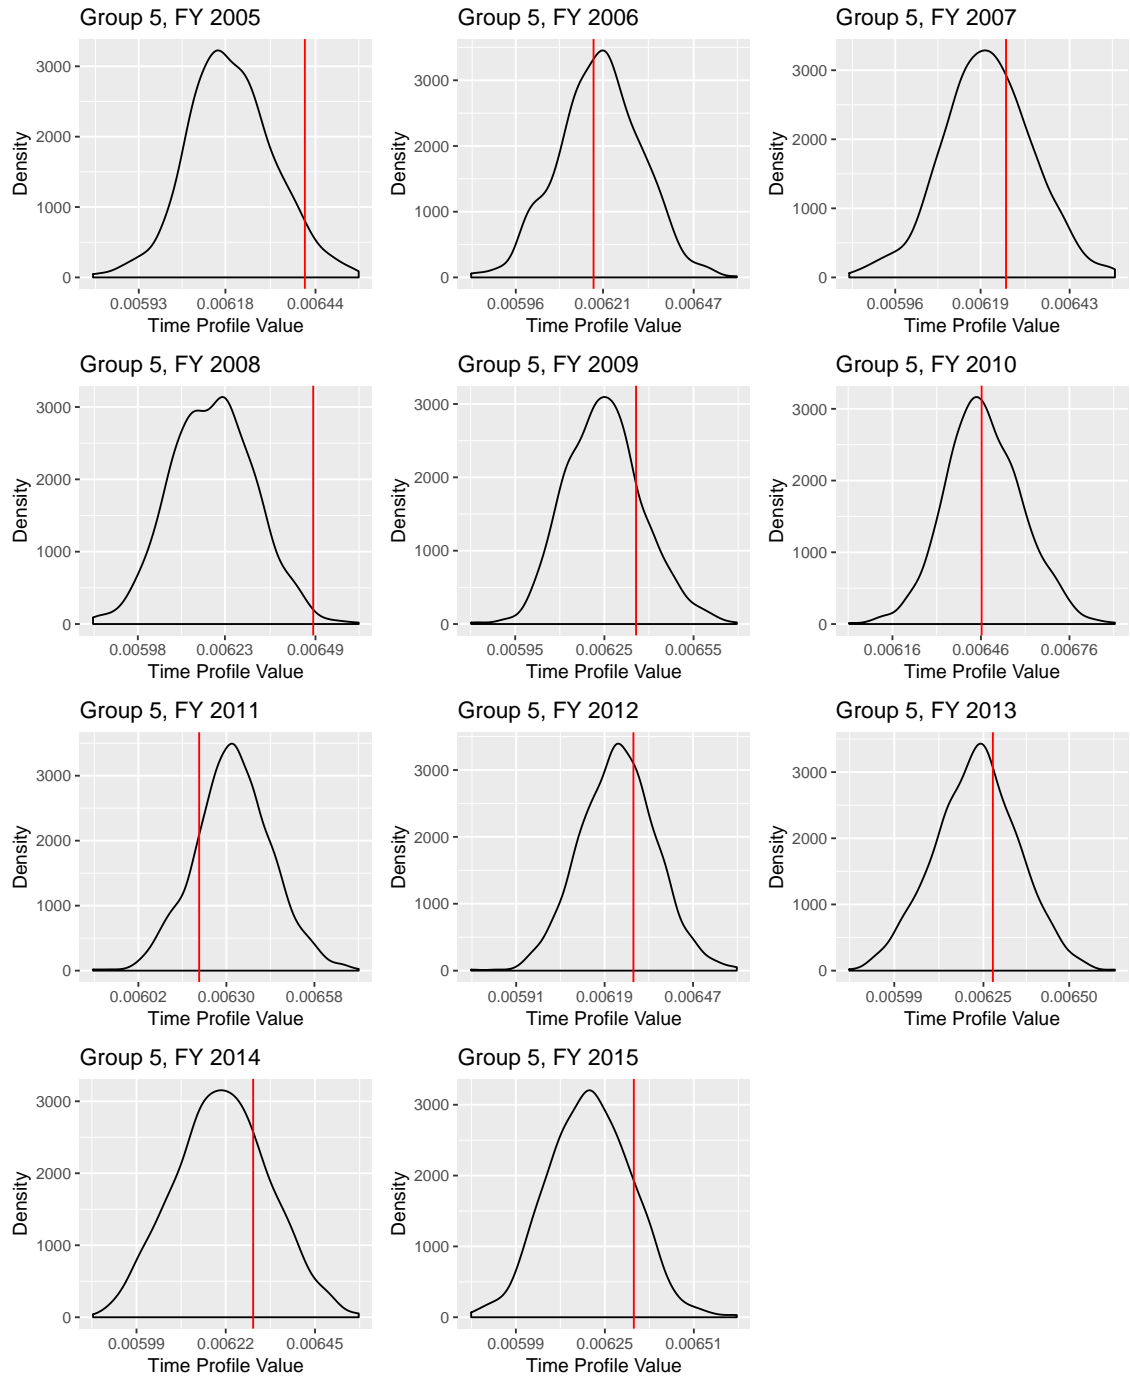 Group 5, FY 2005
Group 5, FY 2006
Group 5, FY 2007
Density
3000
2000
1000
0
0.00593 0.00618 0.00644
Time Profile Value
Density
3000
2000
1000
0
0.00596 0.00621 0.00647
Time Profile Value
Density
3000
2000
1000
0
0.00596 0.00619 0.00643
Time Profile Value
Group 5, FY 2008
Group 5, FY 2009
Group 5, FY 2010
Density
3000
2000
1000
0
0.00598 0.00623 0.00649
Time Profile Value
Density
3000
2000
1000
0
0.00595 0.00625 0.00655
Time Profile Value
Density
3000
2000
1000
0
0.00616 0.00646 0.00676
Time Profile Value
Group 5, FY 2011
Group 5, FY 2012
Group 5, FY 2013
Density
3000
2000
1000
0
0.00602 0.00630 0.00658
Time Profile Value
Density
3000
2000
1000
0
0.00591 0.00619 0.00647
Time Profile Value
Density
3000
2000
1000
0
0.00599 0.00625 0.00650
Time Profile Value
Group 5, FY 2014
Group 5, FY 2015
Density
3000
2000
1000
0
0.00599 0.00622 0.00645
Time Profile Value
Density
3000
2000
1000
0
0.00599 0.00625 0.00651
Time Profile Value